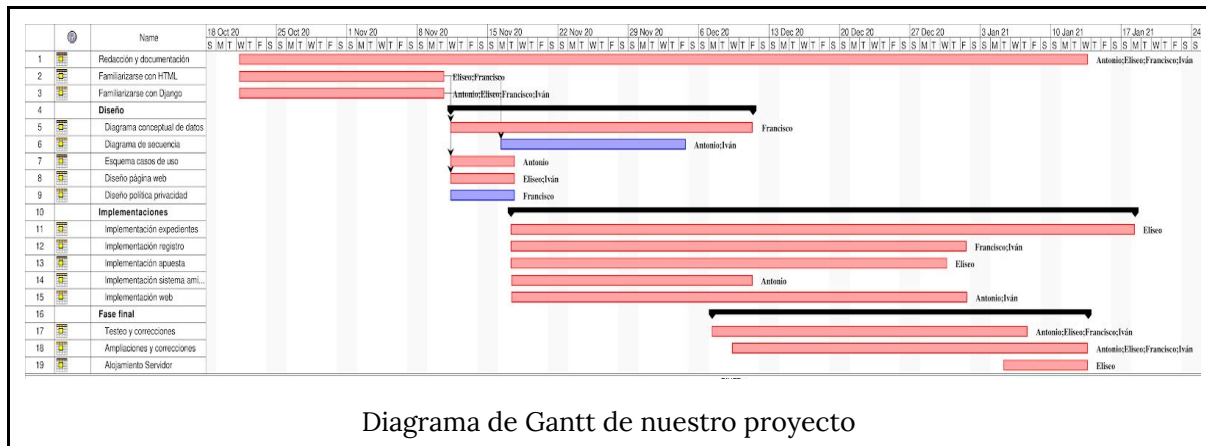 Name
18 Oct 20 25 Oct 20 1 Nov 20 8 Nov 20 15 Nov 20 22 Nov 20 29 Nov 20 6 Dec 20 13 Dec 20 20 Dec 20 27 Dec 20 3 Jan 21 10 Jan 21 17 Jan 21 24
S M T W T F S S M T W T F S S M T W T F S S M T W T F S S M T W T F S S M T W T F S S M T W T F S S M T W T F S S M T W T F S S M T W T F S S M T W T F S S M T W T F S S M T W T F S S M T W T F S S
1 Redacción y documentación Antonio;Eliseo;Francisco;Iván
2 Familiarizarse con HTML Eliseo;Francisco
3 Familiarizarse con Django Antonio;Eliseo;Francisco;Iván
4 Diseño
5 Diagrama conceptual de datos Francisco
6 Diagrama de secuencia Antonio;Iván
7 Esquema casos de uso Antonio
8 Diseño página web Eliseo;Iván
9 Diseño política privacidad Francisco
10 Implementaciones
11 Implementación expedientes Eliseo
12 Implementación registro Francisco;Iván
13 Implementación apuesta Eliseo
14 Implementación sistema ami... Antonio
15 Implementación web Antonio;Iván
16 Fase final
17 Testeo y correcciones Antonio;Eliseo;Francisco;Iván
18 Ampliaciones y correcciones Antonio;Eliseo;Francisco;Iván
19 Alojamiento Servidor Eliseo
Diagrama de Gantt de nuestro proyecto